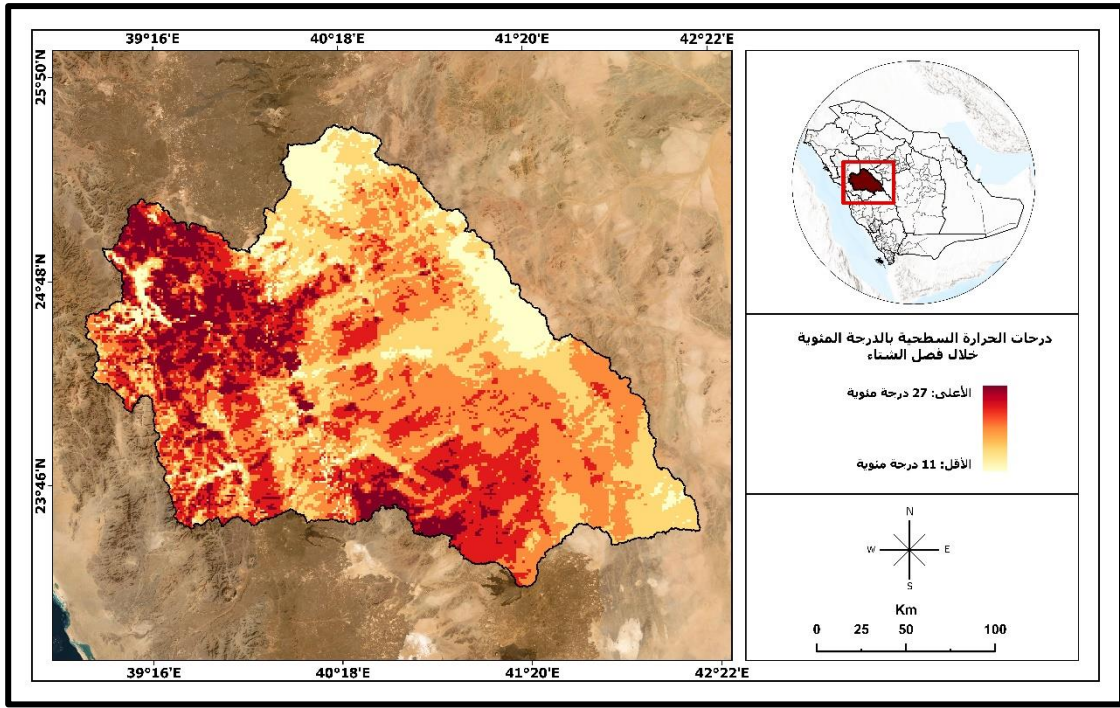 39°16'E 40°18'E 41°20'E 42°22'E
25°50'N
24°48'N
23°46'N
39°16'E 40°18'E 41°20'E 42°22'E
درجات الحرارة السطحية بالدرجة المئوية
خلال فصل الشتاء
الأعلى: 27 درجة مئوية
الأقل: 11 درجة مئوية
N
W E
S
Km
0 25 50 100